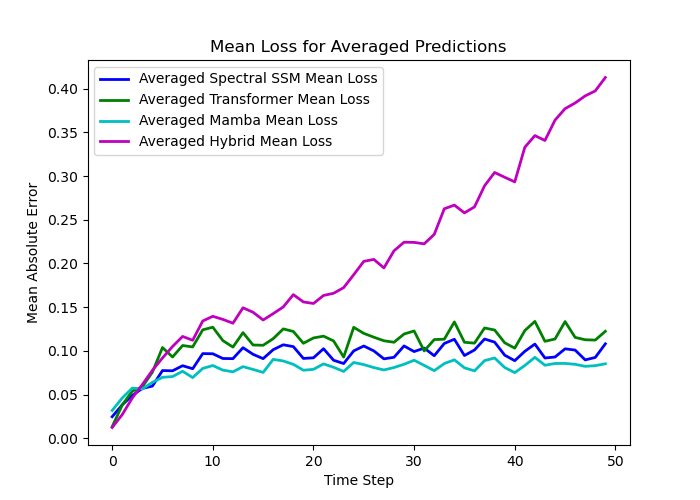 Mean Loss for Averaged Predictions
Averaged Spectral SSM Mean Loss
Averaged Transformer Mean Loss
Averaged Mamba Mean Loss
Averaged Hybrid Mean Loss
Mean Absolute Error
0.40
0.35
0.30
0.25
0.20
0.15
0.10
0.05
0.00
0 10 20 30 40 50
Time Step